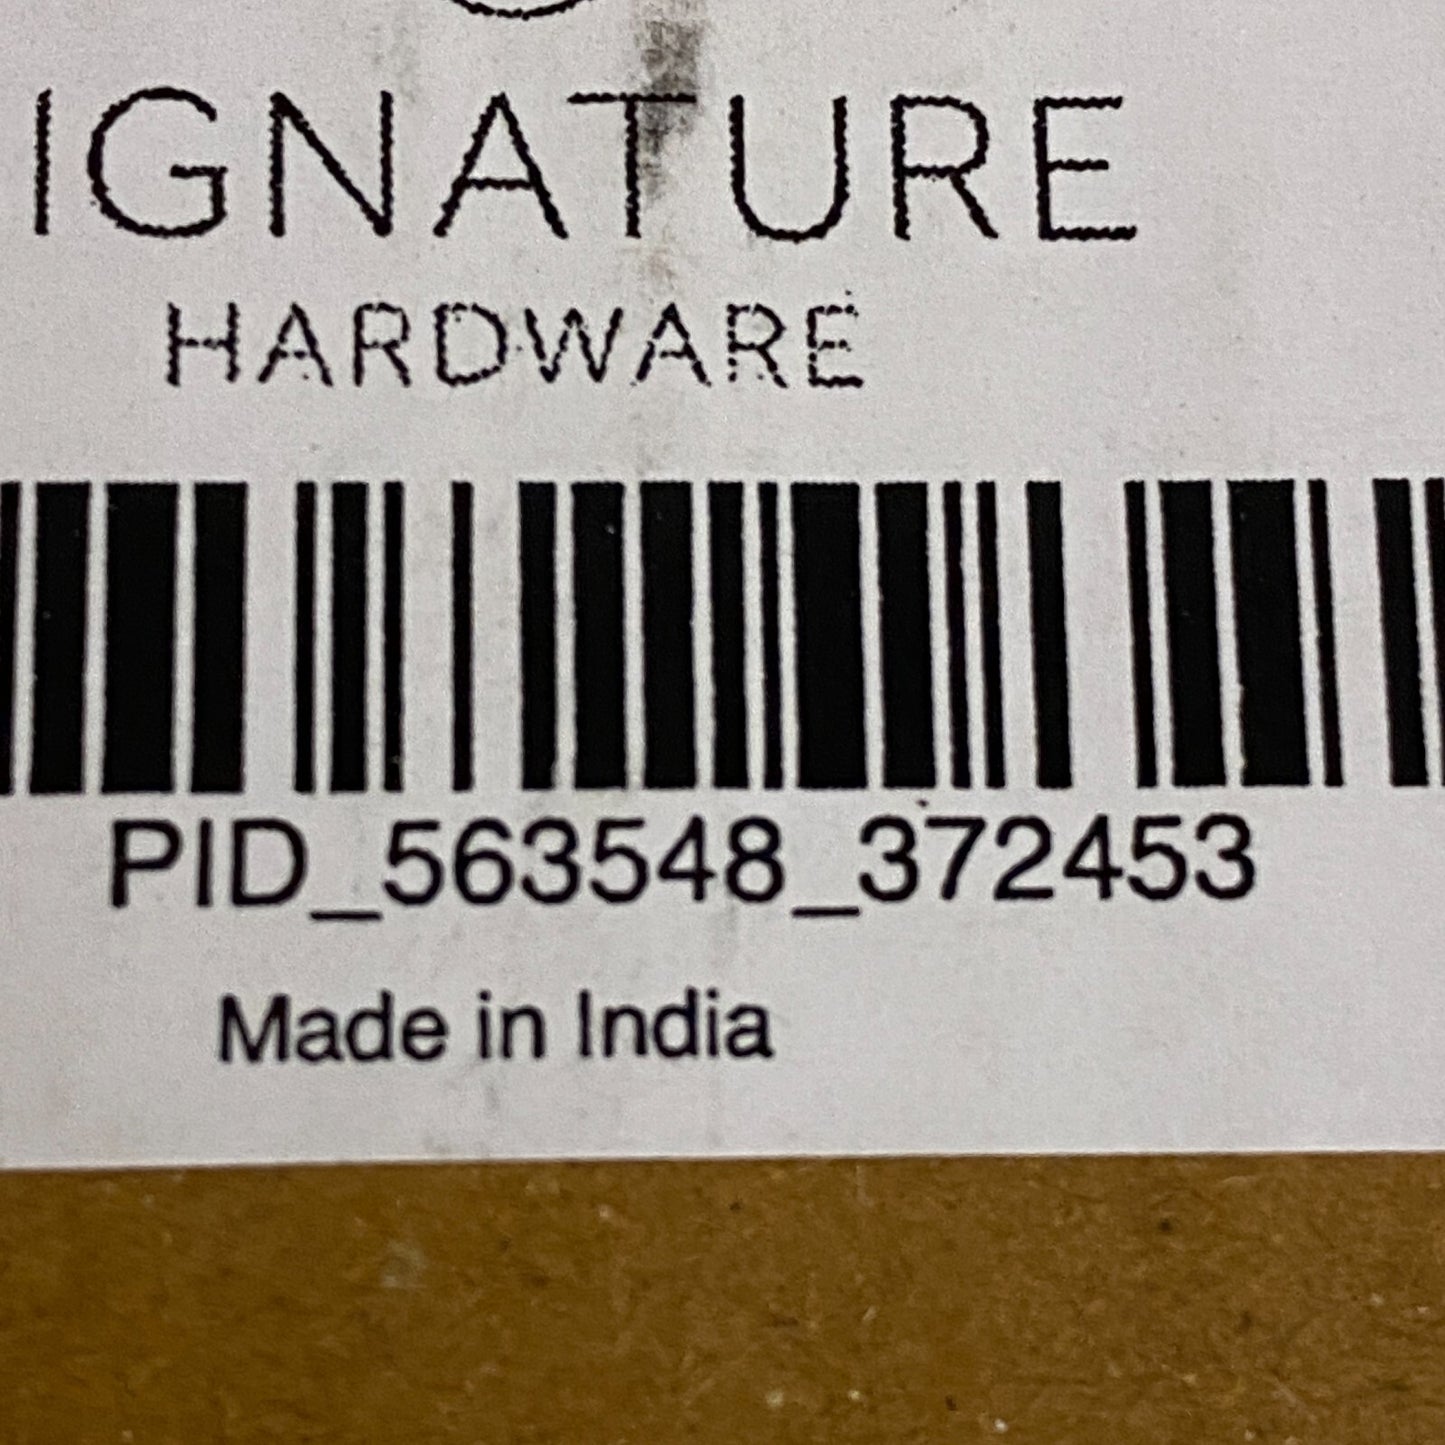 IGNATURE
HARDWARE
PID_563548_372453
Made in India